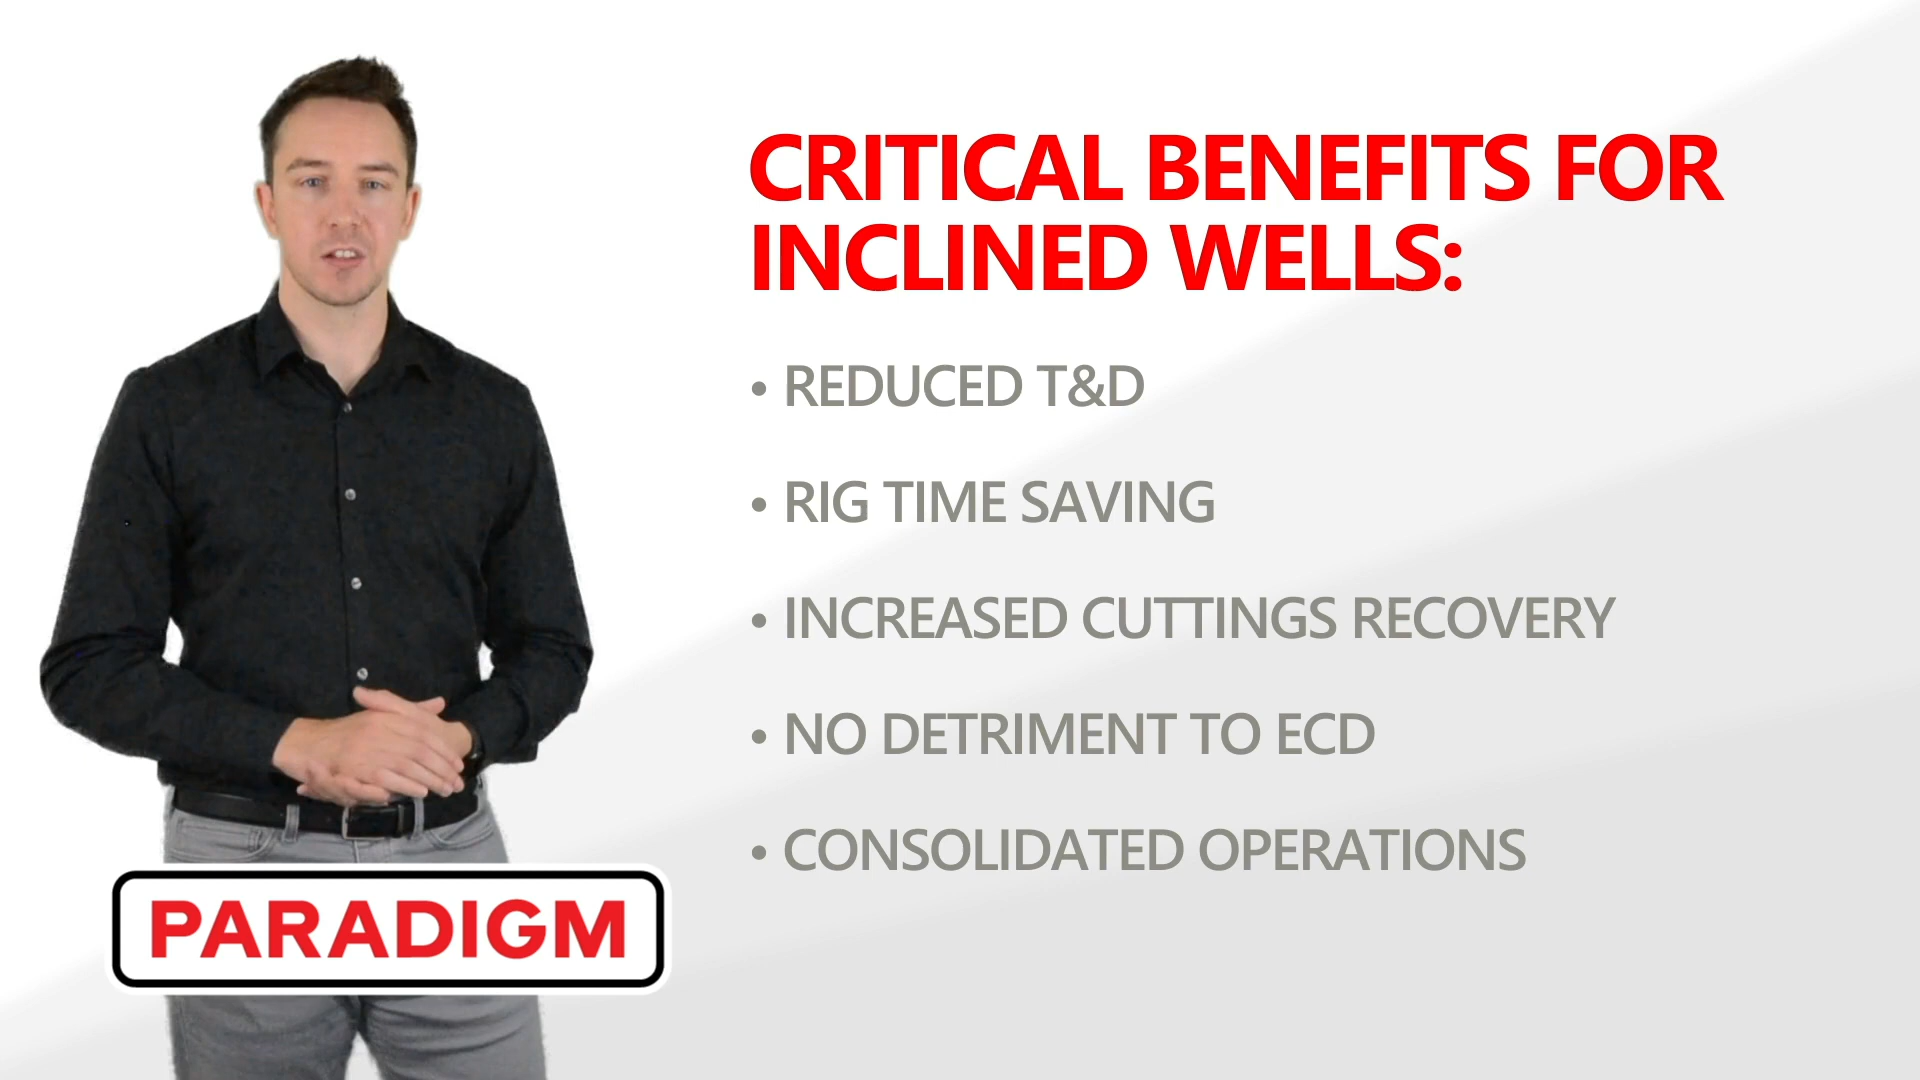 CRITICAL BENEFITS FOR
INCLINED WELLS:
• REDUCED T&D
• RIG TIME SAVING
• INCREASED CUTTINGS RECOVERY
• NO DETRIMENT TO ECD
• CONSOLIDATED OPERATIONS
PARADIGM